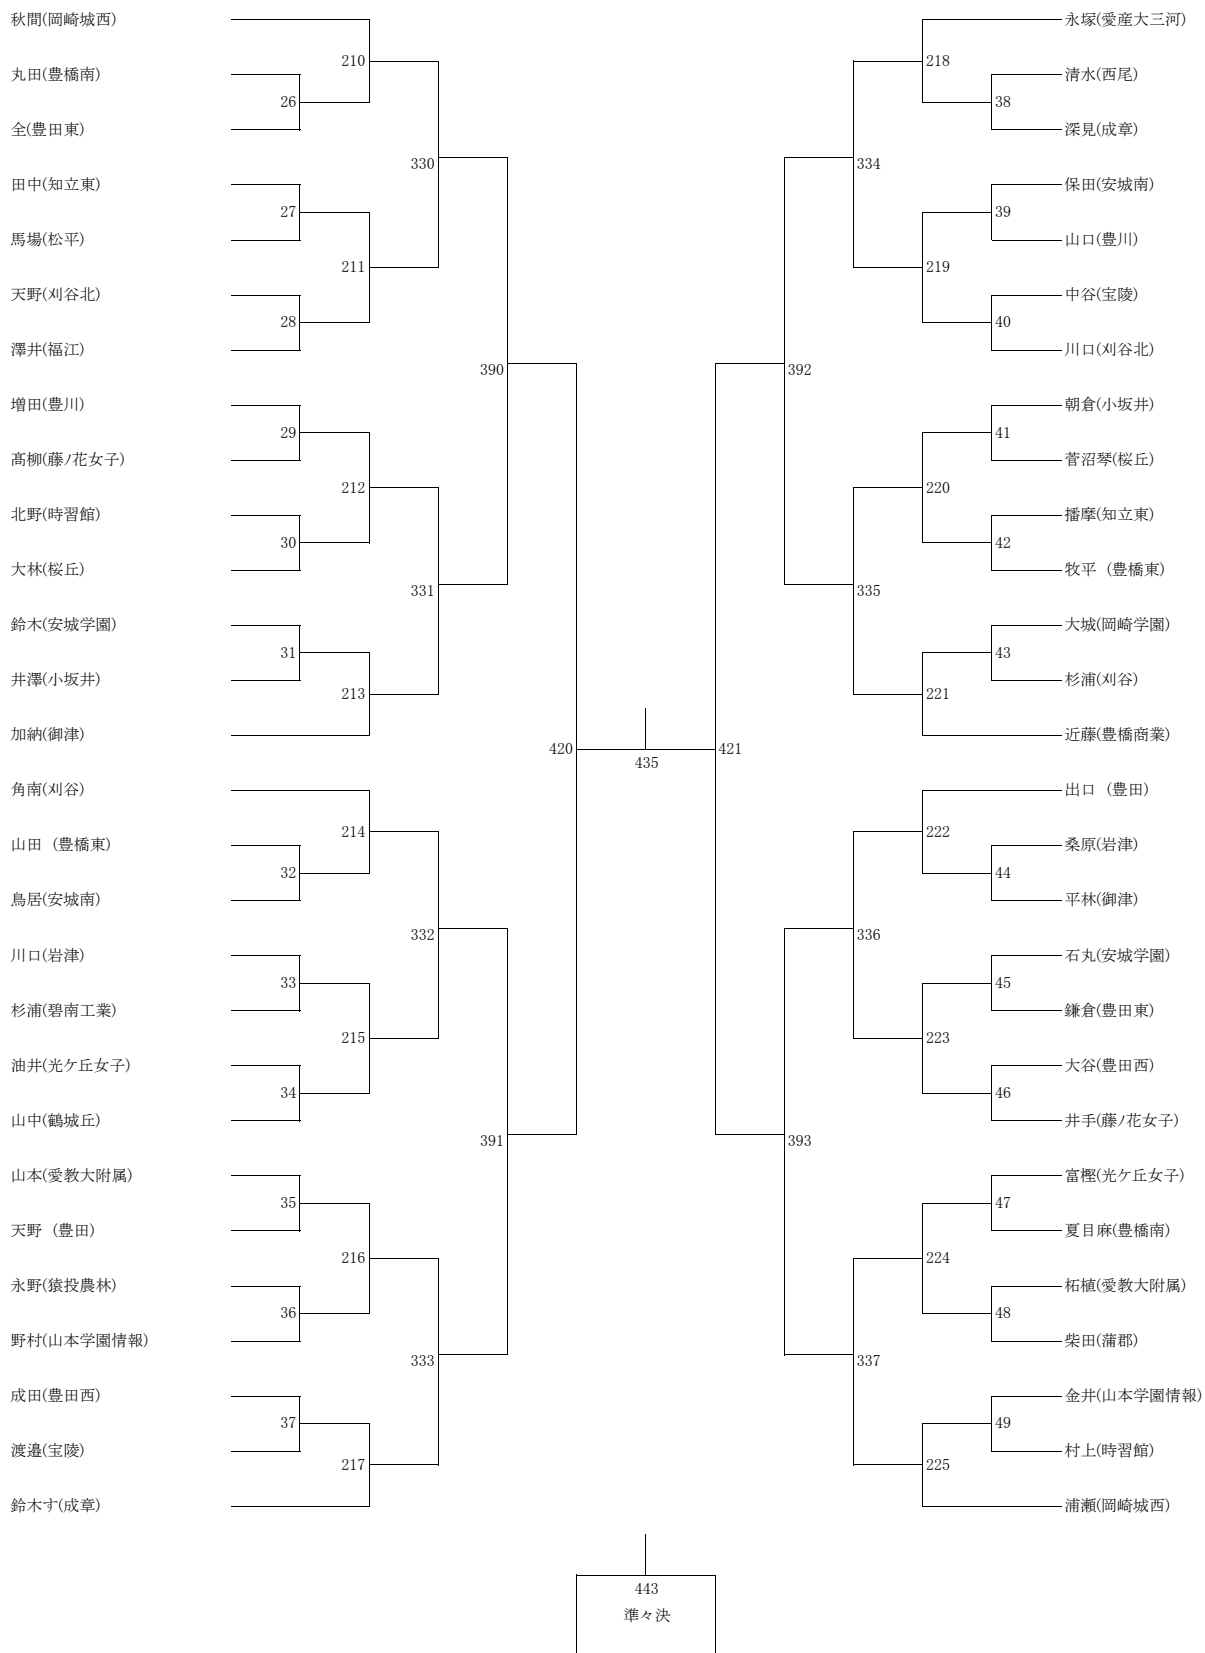 秋間(岡崎城西)
210
丸田(豊橋南)
26
全(豊田東)
330
田中(知立東)
27
馬場(松平)
211
天野(刈谷北)
28
澤井(福江)
390
増田(豊川)
29
髙柳(藤ノ花女子)
212
北野(時習館)
30
大林(桜丘)
331
鈴木(安城学園)
31
井澤(小坂井)
213
加納(御津)
420
角南(刈谷)
214
山田 (豊橋東)
32
鳥居(安城南)
332
川口(岩津)
33
杉浦(碧南工業)
215
油井(光ケ丘女子)
34
山中(鶴城丘)
391
山本(愛教大附属)
35
天野 (豊田)
216
永野(猿投農林)
36
野村(山本学園情報)
333
成田(豊田西)
37
渡邉(宝陵)
217
鈴木す(成章)
435
永塚(愛産大三河)
218
清水(西尾)
38
深見(成章)
334
保田(安城南)
39
山口(豊川)
219
中谷(宝陵)
40
川口(刈谷北)
392
朝倉(小坂井)
41
菅沼琴(桜丘)
220
播摩(知立東)
42
牧平 (豊橋東)
335
大城(岡崎学園)
43
杉浦(刈谷)
221
近藤(豊橋商業)
421
出口 (豊田)
222
桑原(岩津)
44
平林(御津)
336
石丸(安城学園)
45
鎌倉(豊田東)
223
大谷(豊田西)
46
井手(藤ノ花女子)
393
富樫(光ケ丘女子)
47
夏目麻(豊橋南)
224
柘植(愛教大附属)
48
柴田(蒲郡)
337
金井(山本学園情報)
49
村上(時習館)
225
浦瀬(岡崎城西)
443
準々決